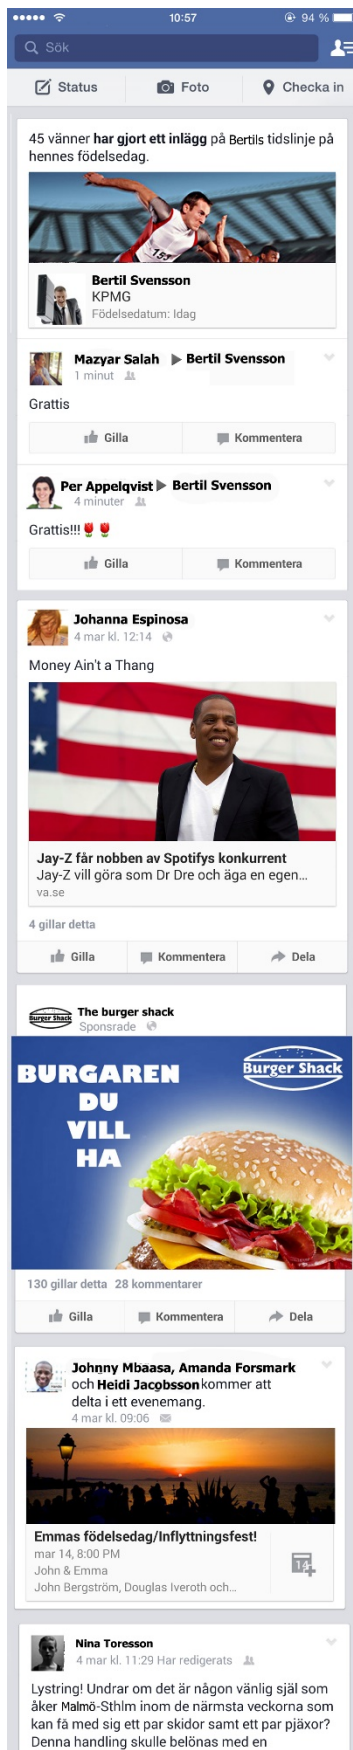 10:57
94 %
Sök
Status
Foto
Checka in
45 vänner har gjort ett inlägg på Bertils tidslinje på
hennes födelsedag.
Bertil Svensson
KPMG
Födelsedatum: Idag
Mazyar Salah ▶ Bertil Svensson
1 minut
Grattis
Gilla
Kommentera
Per Appelqvist ▶ Bertil Svensson
4 minuter
Grattis!!!🌷🌷
Gilla
Kommentera
Johanna Espinosa
4 mar kl. 12:14
Money Ain't a Thang
Jay-Z får nobben av Spotifys konkurrent
Jay-Z vill göra som Dr Dre och äga en egen...
va.se
4 gillar detta
Gilla
Kommentera
Dela
Burger Shack
The burger shack
Sponsrade
BURGAREN
DU
VILL
HA
Burger Shack
130 gillar detta 28 kommentarer
Gilla
Kommentera
Dela
Johnny Mbaasa, Amanda Forsmark
och Heidi Jacobsson kommer att
delta i ett evenemang.
4 mar kl. 09:06
Emmas födelsedag/Inflyttningsfest!
mar 14, 8:00 PM
John & Emma
John Bergström, Douglas Iveroth och...
14
Nina Toresson
4 mar kl. 11:29 Har redigerats
Lystring! Undrar om det är någon vänlig själ som
åker Malmö-Sthlm inom de närmsta veckorna som
kan få med sig ett par skidor samt ett par pjäxor?
Denna handling skulle belönas med en